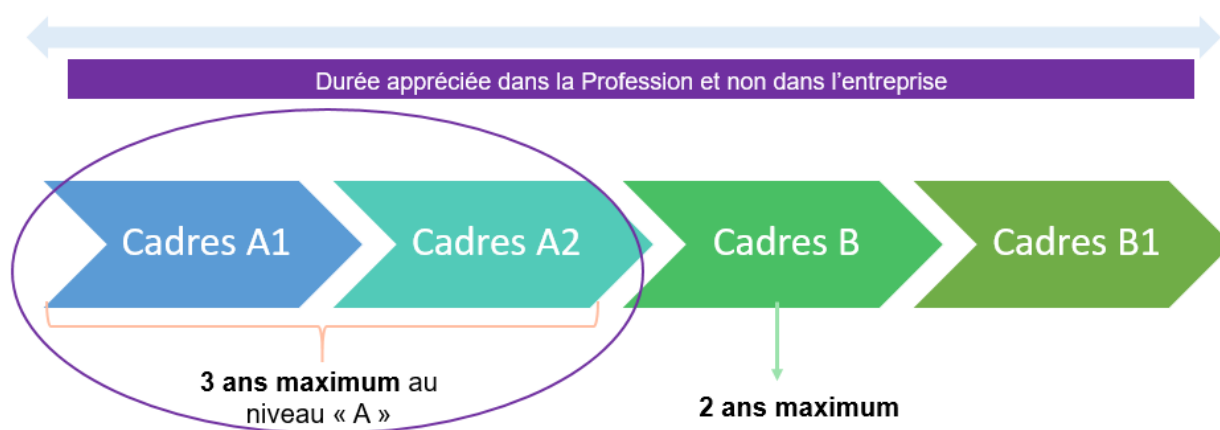 Durée appréciée dans la Profession et non dans l’entreprise
Cadres A1
Cadres A2
Cadres B
Cadres B1
3 ans maximum au
niveau « A »
2 ans maximum